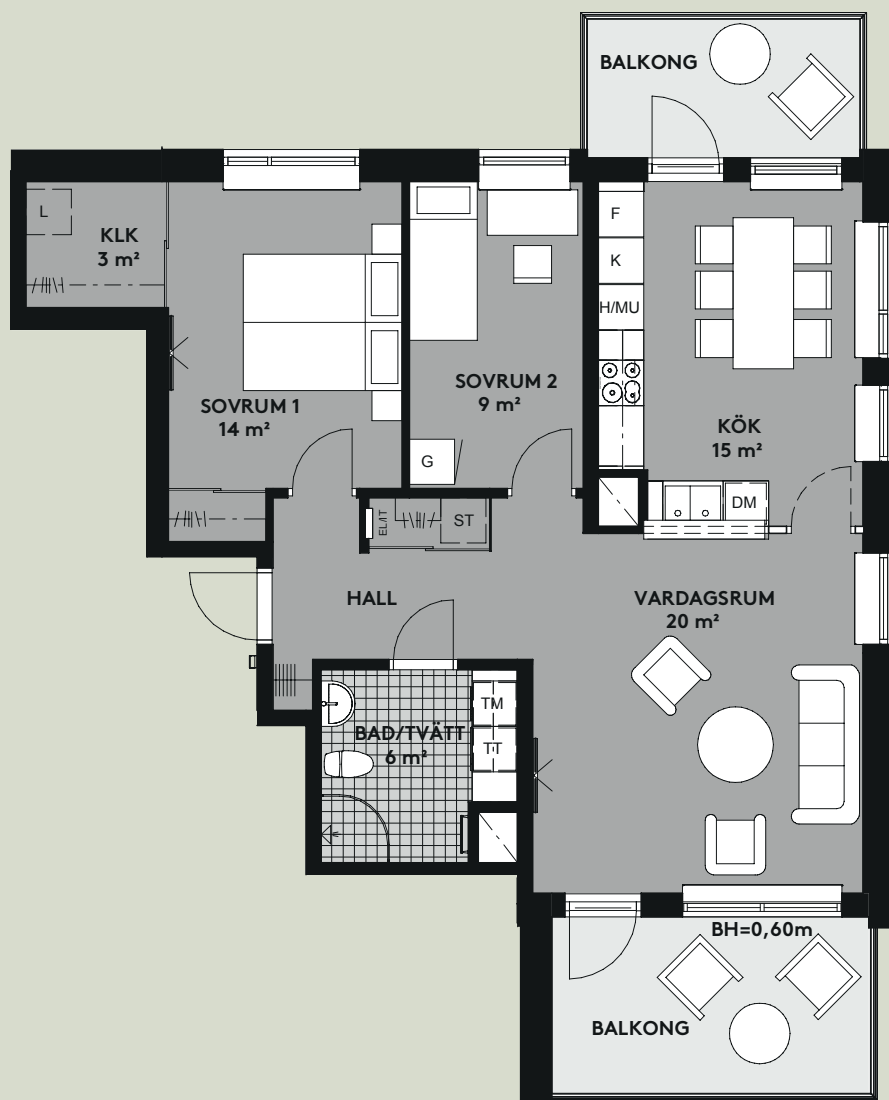 BALKONG
L
KLK
3 m²
F
K
H/MU
SOVRUM 1
14 m²
SOVRUM 2
9 m²
KÖK
15 m²
G
EL/IT
ST
DM
HALL
VARDAGSRUM
20 m²
TM
BAD/TVÄTT
6 m²
TT
BH=0,60m
BALKONG